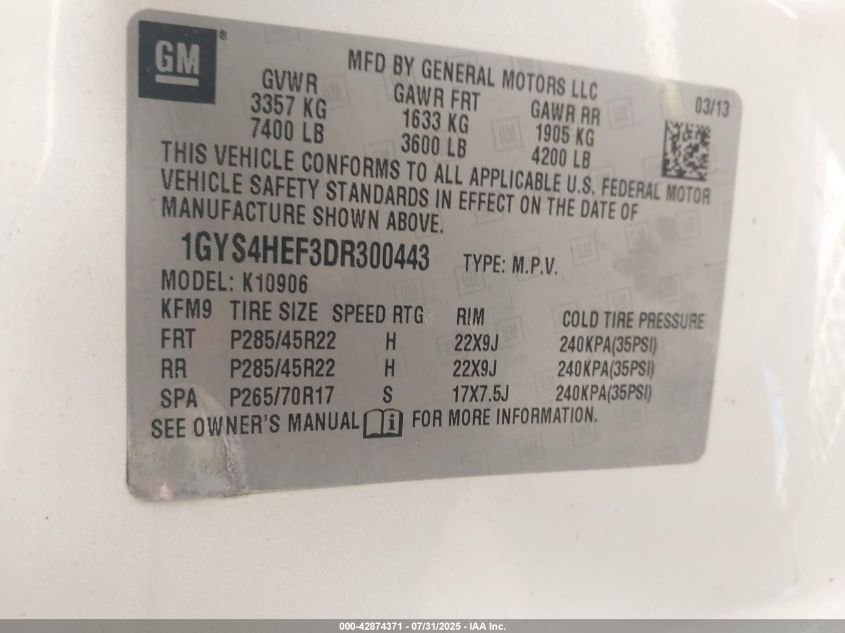 GM ®
MFD BY GENERAL MOTORS LLC
03/13
GVWR GAWR FRT GAWR RR
3357 KG 1633 KG 1905 KG
7400 LB 3600 LB 4200 LB
THIS VEHICLE CONFORMS TO ALL APPLICABLE U.S. FEDERAL MOTOR
VEHICLE SAFETY STANDARDS IN EFFECT ON THE DATE OF
MANUFACTURE SHOWN ABOVE.
1GYS4HEF3DR300443 TYPE: M.P.V.
MODEL: K10906
KFM9 TIRE SIZE SPEED RTG RIM COLD TIRE PRESSURE
FRT P285/45R22 H 22X9J 240KPA(35PSI)
RR P285/45R22 H 22X9J 240KPA(35PSI)
SPA P265/70R17 S 17X7.5J 240KPA(35PSI)
SEE OWNER'S MANUAL i FOR MORE INFORMATION.
000-42874371 - 07/31/2025 - IAA Inc.